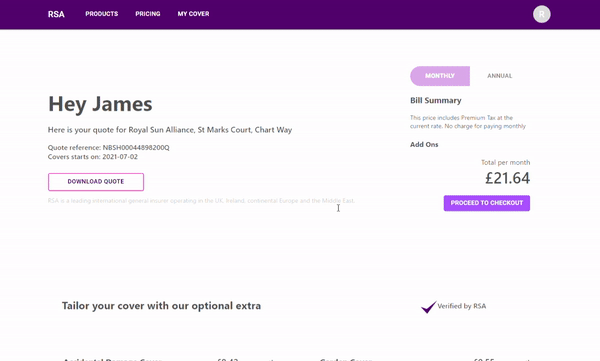 RSA PRODUCTS PRICING MY COVER R
MONTHLY ANNUAL
Hey James
Here is your quote for Royal Sun Alliance, St Marks Court, Chart Way
Quote reference: NBSH00044898200Q
Covers starts on: 2021-07-02
DOWNLOAD QUOTE
RSA is a leading international general insurer operating in the UK, Ireland, continental Europe and the Middle East.
Bill Summary
This price includes Premium Tax at the
current rate. No charge for paying monthly
Add Ons
Total per month
£21.64
PROCEED TO CHECKOUT
Tailor your cover with our optional extra
Verified by RSA